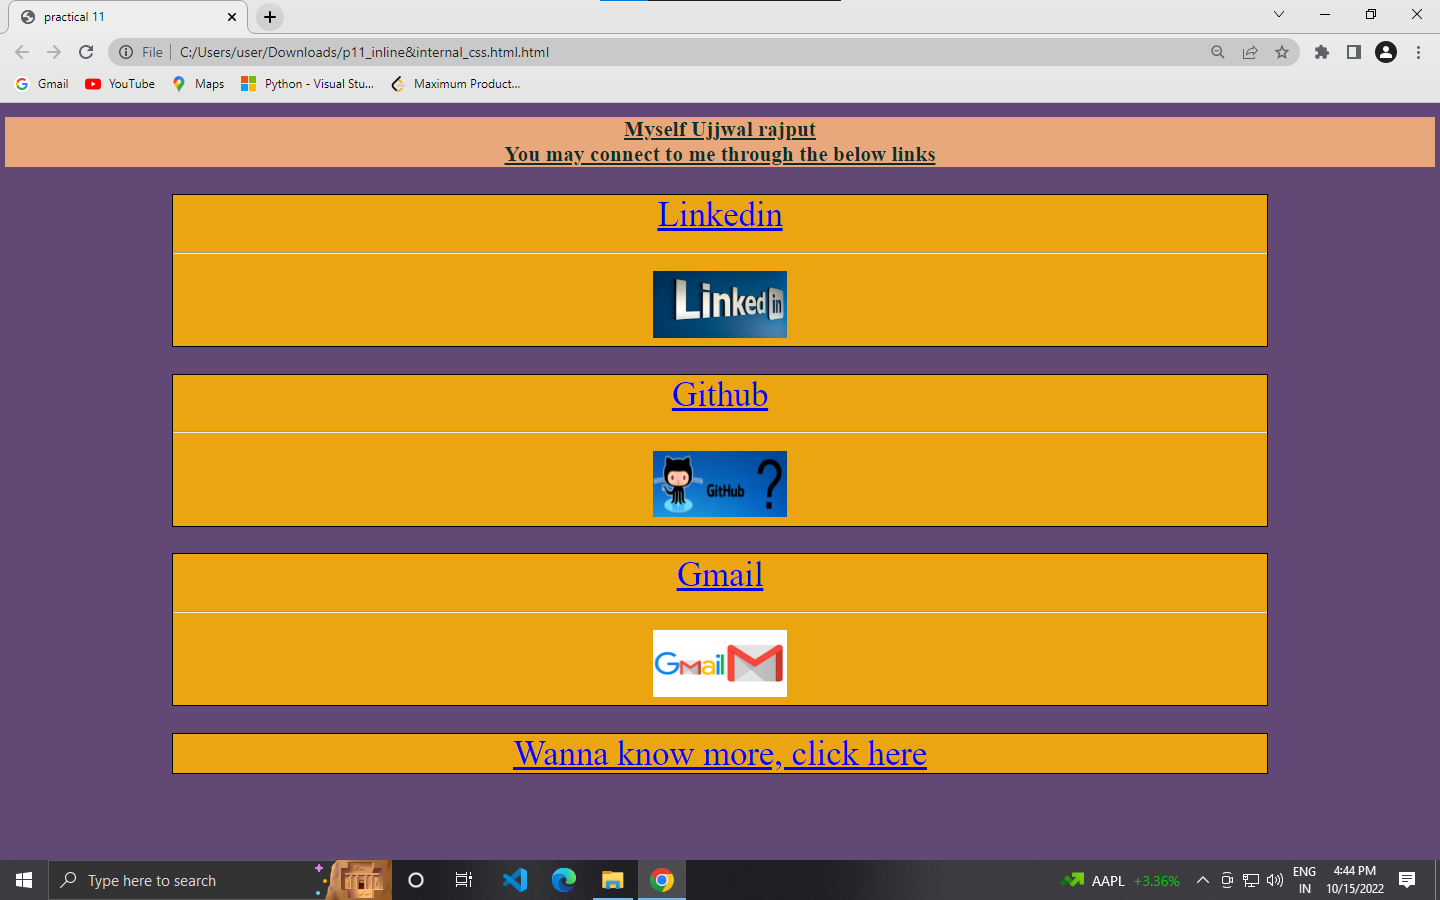 practical 11
File
C:/Users/user/Downloads/p11_inline&internal_css.html.html
Gmail
YouTube
Maps
Python - Visual Stu...
Maximum Product...
Myself Ujjwal rajput
You may connect to me through the below links
Linkedin
Linked in
Github
GitHub ?
Gmail
Gmail
Wanna know more, click here
Type here to search
AAPL +3.36%
ENG
IN
4:44 PM
10/15/2022